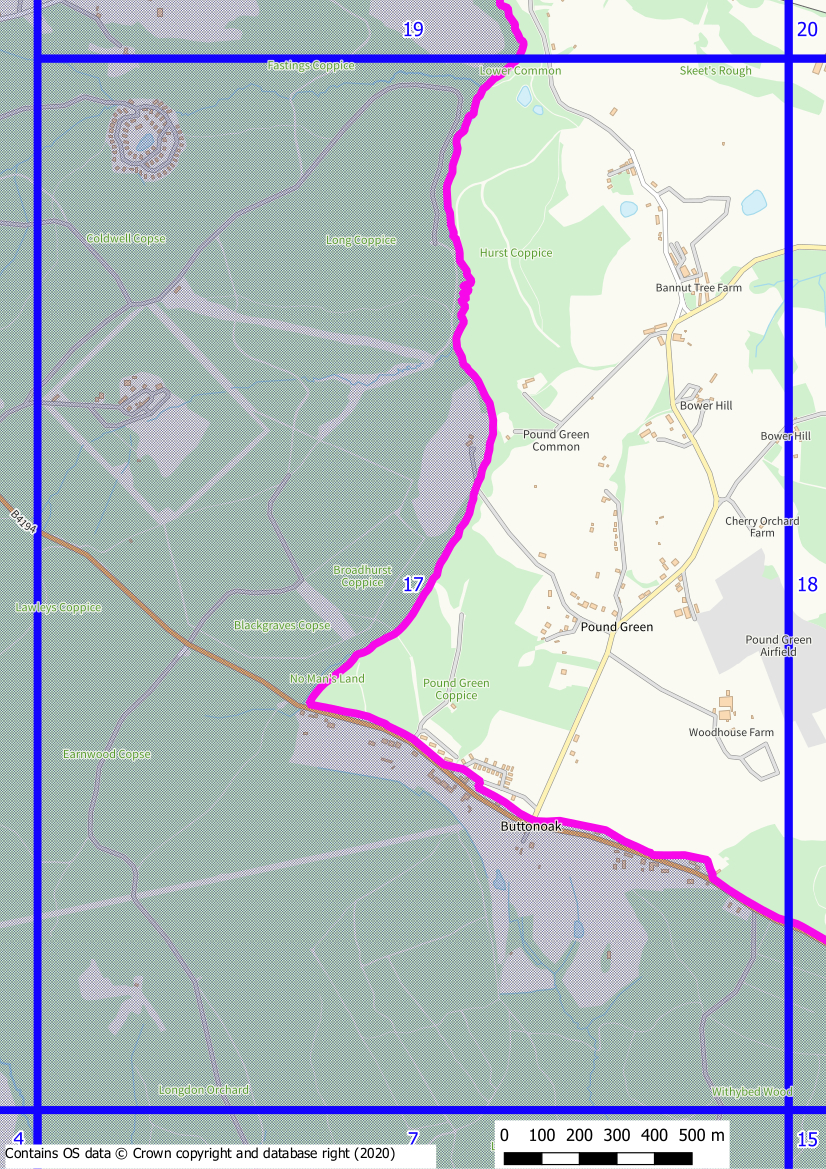 19
20
Fastings Coppice
Lower Common
Skeet's Rough
Coldwell Copse
Long Coppice
Hurst Coppice
Bannut Tree Farm
Bower Hill
Pound Green
Common
Bower Hill
B4194
Cherry Orchard
Farm
Broadhurst
Coppice
17
18
Lawleys Coppice
Blackgraves Copse
Pound Green
Pound Green
Airfield
No Man's Land
Pound Green
Coppice
Woodhouse Farm
Earnwood Copse
Buttonoak
Longdon Orchard
Withybed Wood
4
7
15
0 100 200 300 400 500 m
Contains OS data © Crown copyright and database right (2020)